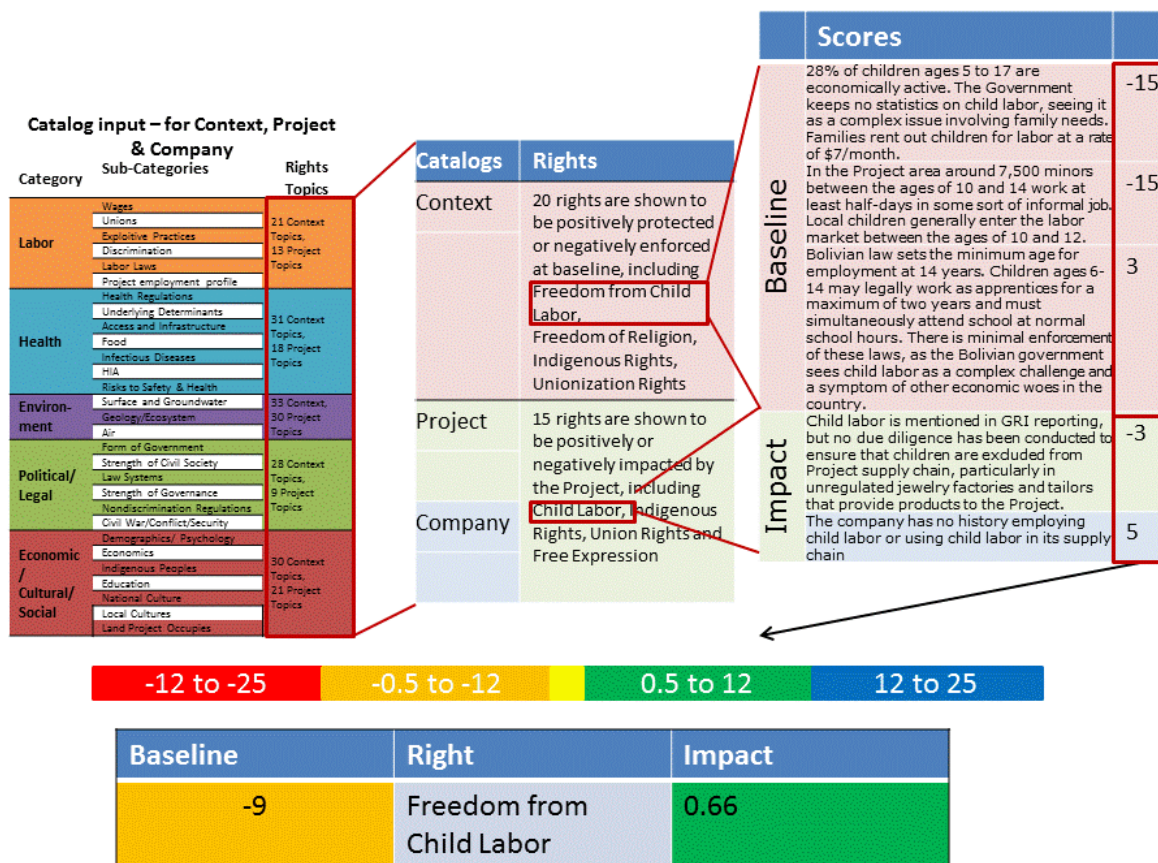 Catalog input – for Context, Project
& Company
Category
Sub-Categories
Rights
Topics
Labor
Wages
Unions
Exploitive Practices
Discrimination
Labor Laws
Project employment profile
21 Context
Topics,
13 Project
Topics
Health
Health Regulations
Underlying Determinants
Access and Infrastructure
Food
Infectious Diseases
HIA
Risks to Safety & Health
31 Context
Topics,
18 Project
Topics
Environ-
ment
Surface and Groundwater
Geology/Ecosystem
Air
33 Context,
30 Project
Topics
Political/
Legal
Form of Government
Strength of Civil Society
Law Systems
Strength of Governance
Nondiscrimination Regulations
Civil War/Conflict/Security
28 Context
Topics,
9 Project
Topics
Economic
/
Cultural/
Social
Demographics/ Psychology
Economics
Indigenous Peoples
Education
National Culture
Local Cultures
Land Project Occupies
30 Context
Topics,
21 Project
Topics
Catalogs
Rights
Context
20 rights are shown to
be positively protected
or negatively enforced
at baseline, including
Freedom from Child
Labor,
Freedom of Religion,
Indigenous Rights,
Unionization Rights
Project
Company
15 rights are shown to
be positively or
negatively impacted by
the Project, including
Child Labor, Indigenous
Rights, Union Rights and
Free Expression
Scores
Baseline
28% of children ages 5 to 17 are
economically active. The Government
keeps no statistics on child labor, seeing it
as a complex issue involving family needs.
Families rent out children for labor at a rate
of $7/month.
-15
In the Project area around 7,500 minors
between the ages of 10 and 14 work at
least half-days in some sort of informal job.
Local children generally enter the labor
market between the ages of 10 and 12.
-15
Bolivian law sets the minimum age for
employment at 14 years. Children ages 6-
14 may legally work as apprentices for a
maximum of two years and must
simultaneously attend school at normal
school hours. There is minimal enforcement
of these laws, as the Bolivian government
sees child labor as a complex challenge and
a symptom of other economic woes in the
country.
3
Impact
Child labor is mentioned in GRI reporting,
but no due diligence has been conducted to
ensure that children are excluded from
Project supply chain, particularly in
unregulated jewelry factories and tailors
that provide products to the Project.
-3
The company has no history employing
child labor or using child labor in its supply
chain
5
-12 to -25
-0.5 to -12
0.5 to 12
12 to 25
Baseline
Right
Impact
-9
Freedom from
Child Labor
0.66